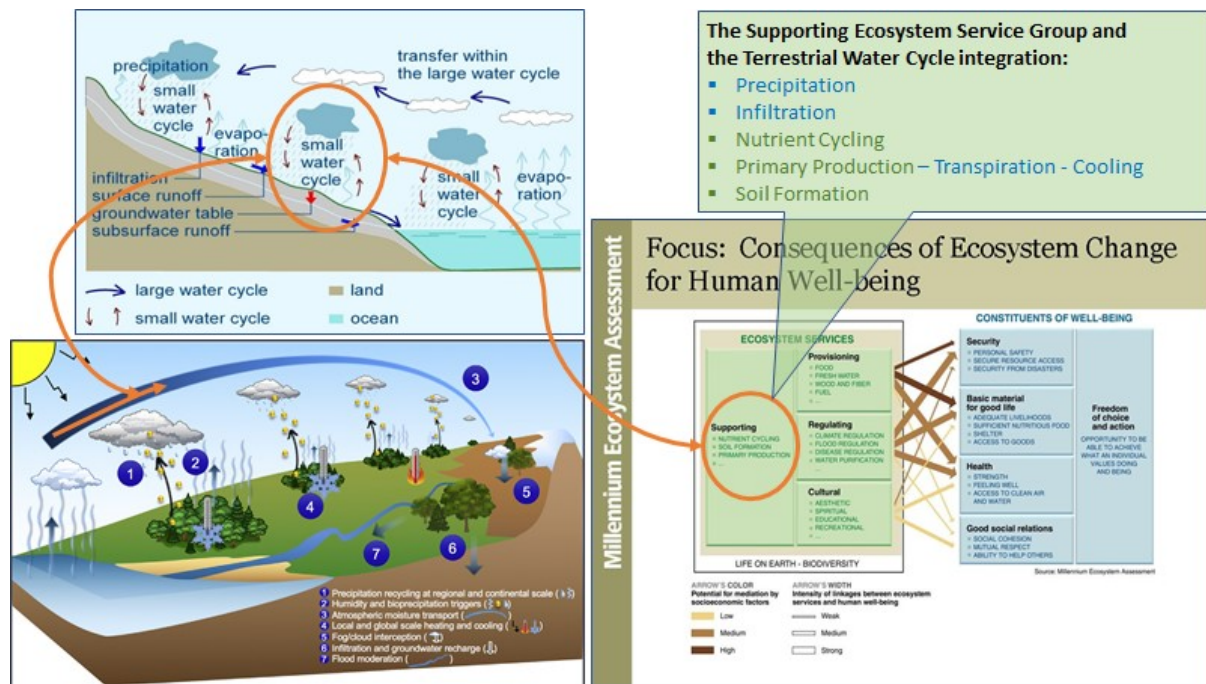 precipitation
small
water
cycle
transfer within
the large water cycle
evapo-
ration
small
water
cycle
small
water
cycle
evapo-
ration
infiltration
surface runoff
groundwater table
subsurface runoff
large water cycle
small water cycle
land
ocean
The Supporting Ecosystem Service Group and
the Terrestrial Water Cycle integration:
▪ Precipitation
▪ Infiltration
▪ Nutrient Cycling
▪ Primary Production – Transpiration - Cooling
▪ Soil Formation
1
2
3
4
5
6
7
1 Precipitation recycling at regional and continental scale ( )
2 Humidity and bioprecipitation triggers ( )
3 Atmospheric moisture transport ( )
4 Local and global scale heating and cooling ( )
5 Fog/cloud interception ( )
6 Infiltration and groundwater recharge ( )
7 Flood moderation ( )
Millennium Ecosystem Assessment
Focus: Consequences of Ecosystem Change
for Human Well-being
ECOSYSTEM SERVICES
Supporting
NUTRIENT CYCLING
SOIL FORMATION
PRIMARY PRODUCTION
...
Provisioning
FOOD
FRESH WATER
WOOD AND FIBER
FUEL
...
Regulating
CLIMATE REGULATION
FLOOD REGULATION
DISEASE REGULATION
WATER PURIFICATION
...
Cultural
AESTHETIC
SPIRITUAL
EDUCATIONAL
RECREATIONAL
...
LIFE ON EARTH - BIODIVERSITY
CONSTITUENTS OF WELL-BEING
Security
PERSONAL SAFETY
SECURE RESOURCE ACCESS
SECURITY FROM DISASTERS
Basic material
for good life
ADEQUATE LIVELIHOODS
SUFFICIENT NUTRITIOUS FOOD
SHELTER
ACCESS TO GOODS
Health
STRENGTH
FEELING WELL
ACCESS TO CLEAN AIR
AND WATER
Good social relations
SOCIAL COHESION
MUTUAL RESPECT
ABILITY TO HELP OTHERS
Freedom
of choice
and action
OPPORTUNITY TO BE
ABLE TO ACHIEVE
WHAT AN INDIVIDUAL
VALUES DOING
AND BEING
Source: Millennium Ecosystem Assessment
ARROW'S COLOR
Potential for mediation by
socioeconomic factors
Low
Medium
High
ARROW'S WIDTH
Intensity of linkages between ecosystem
services and human well-being
Weak
Medium
Strong